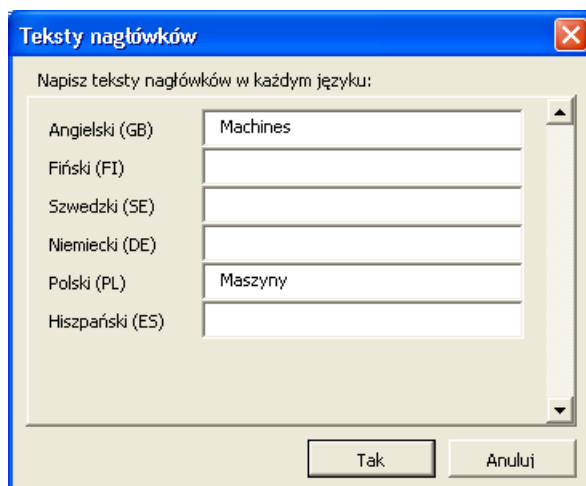 Teksty nagłówków
Napisz teksty nagłówków w każdym języku:
Angielski (GB) Machines
Fiński (FI)
Szwedzki (SE)
Niemiecki (DE)
Polski (PL) Maszyny
Hiszpański (ES)
Tak Anuluj